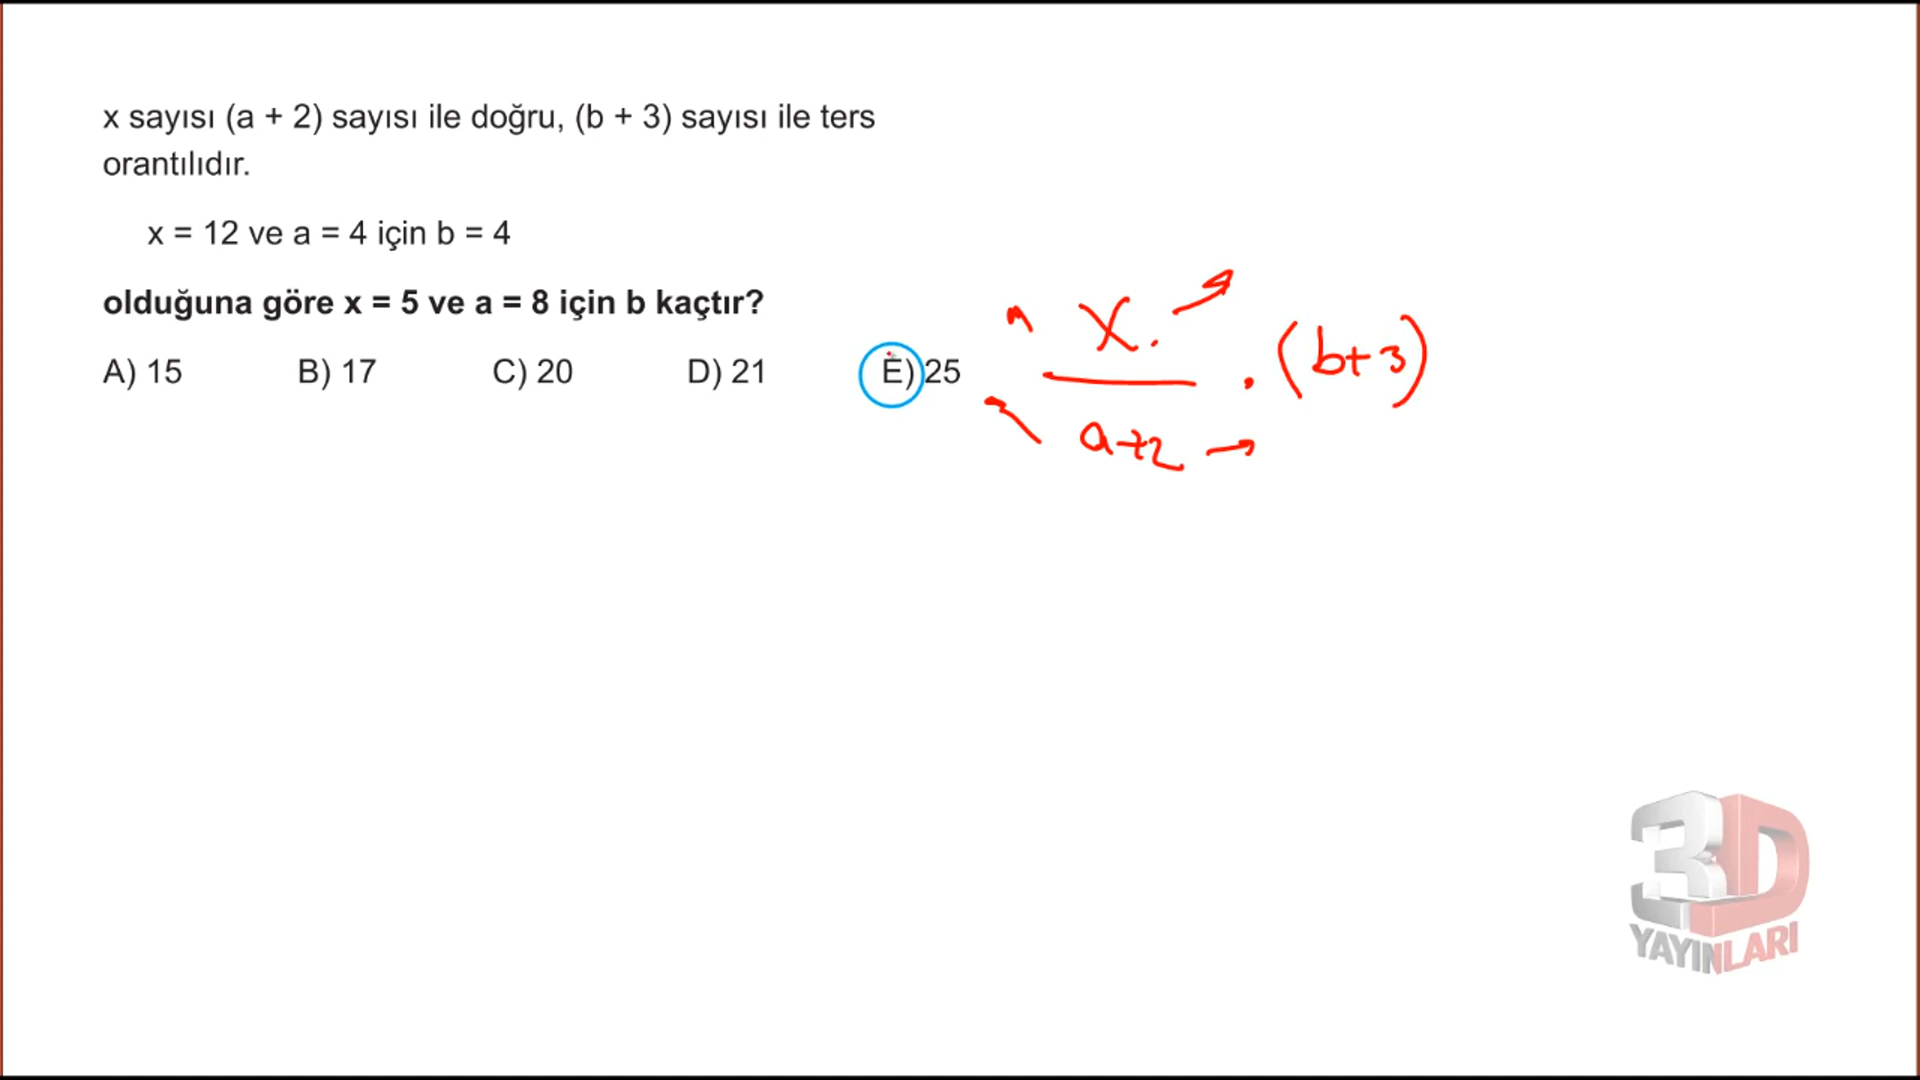 x sayısı (a + 2) sayısı ile doğru, (b + 3) sayısı ile ters
orantılıdır.
x = 12 ve a = 4 için b = 4
olduğuna göre x = 5 ve a = 8 için b kaçtır?
A) 15 B) 17 C) 20 D) 21 E) 25
x.
. (b+3)
a+2
3D
YAYINLARI